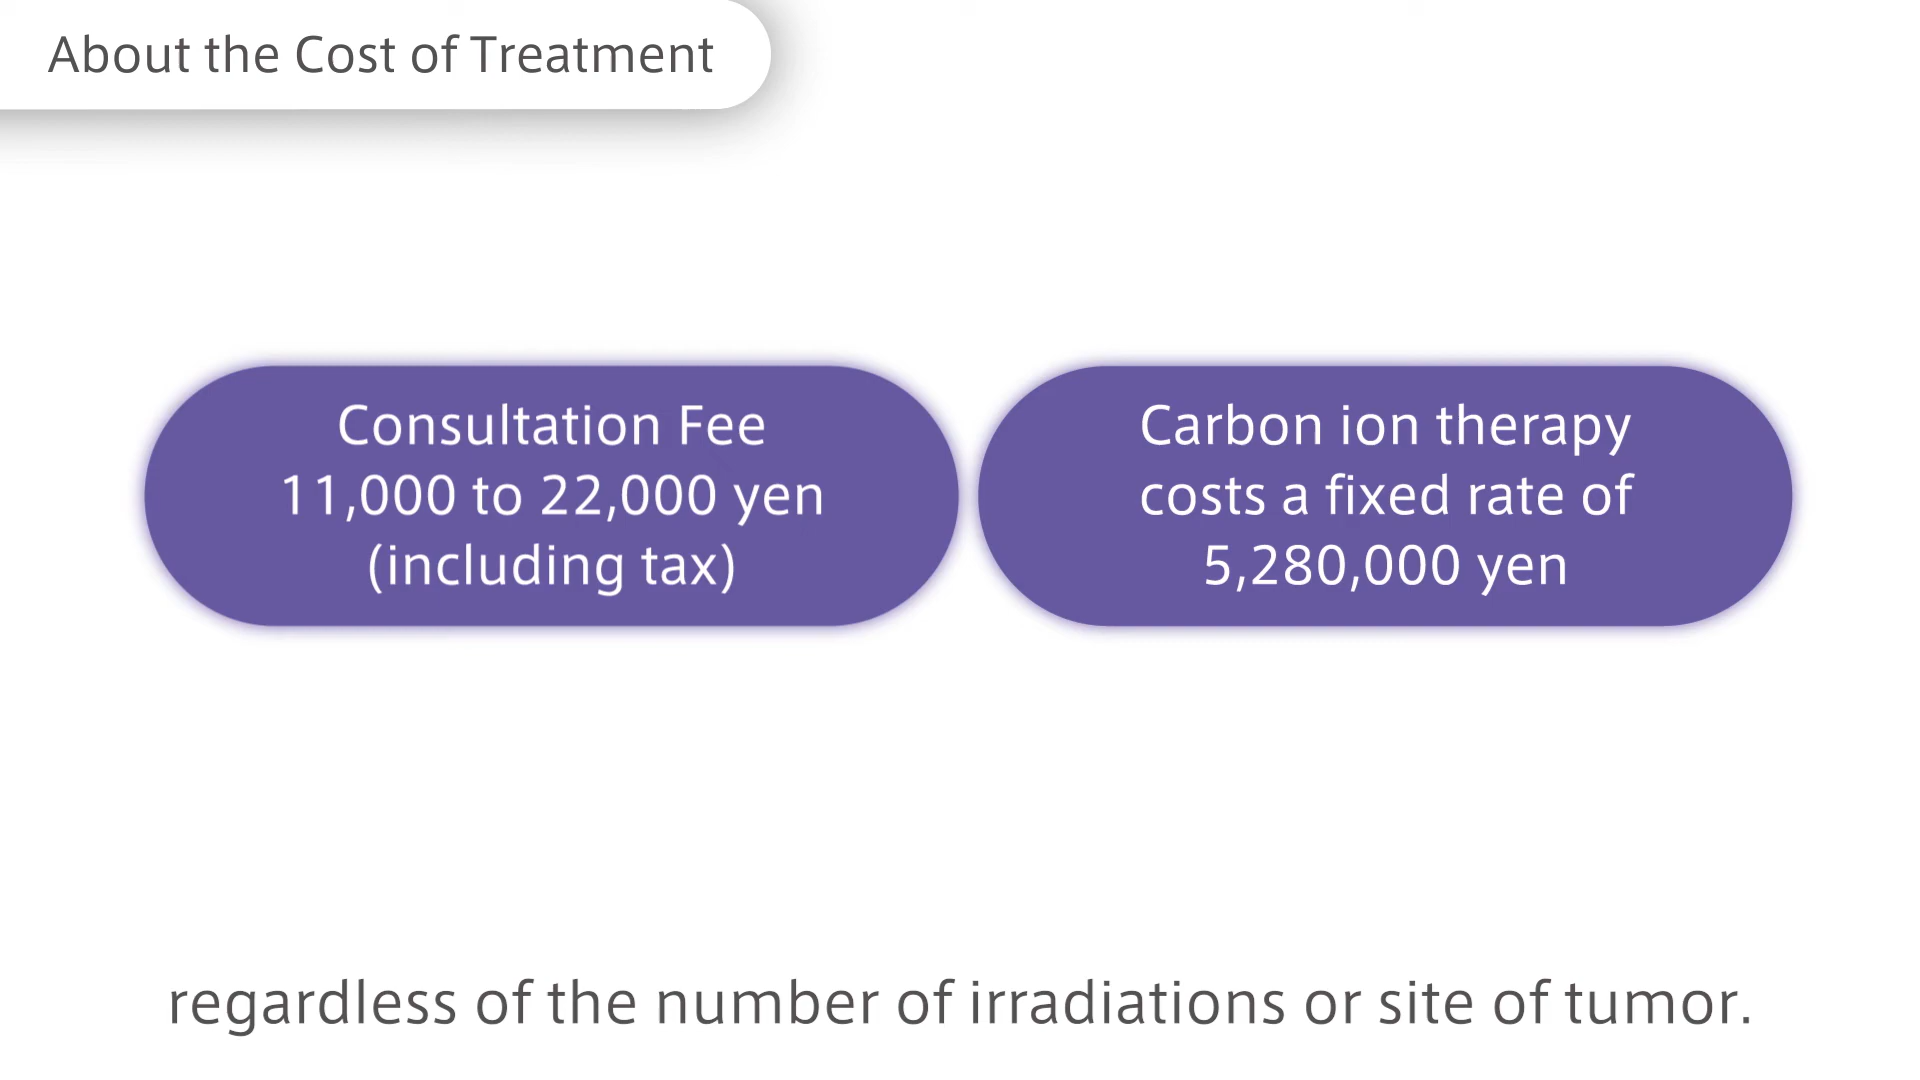 About the Cost of Treatment
Consultation Fee
11,000 to 22,000 yen
(including tax)
Carbon ion therapy
costs a fixed rate of
5,280,000 yen
regardless of the number of irradiations or site of tumor.